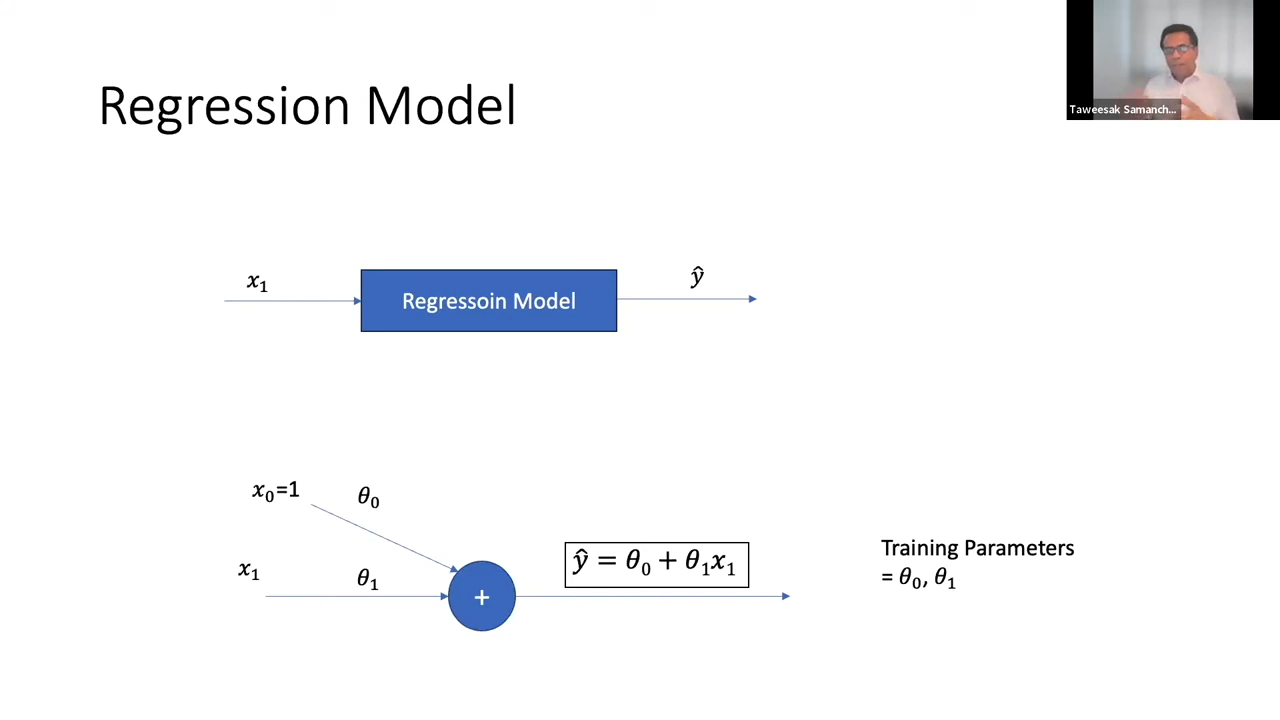 Taweesak Samanch...
Regression Model
x₁
Regressoin Model
ŷ
x₀=1
θ₀
x₁
θ₁
+
ŷ = θ₀ + θ₁x₁
Training Parameters
= θ₀, θ₁